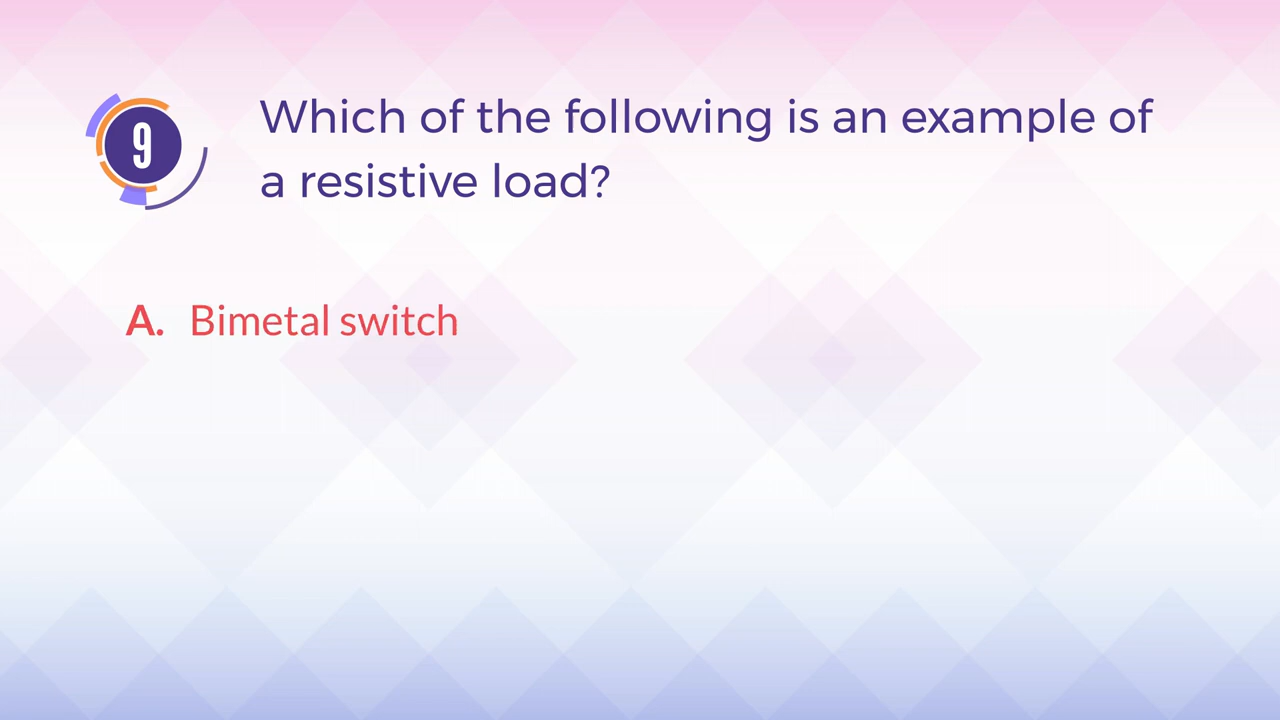 9
Which of the following is an example of
a resistive load?
A. Bimetal switch